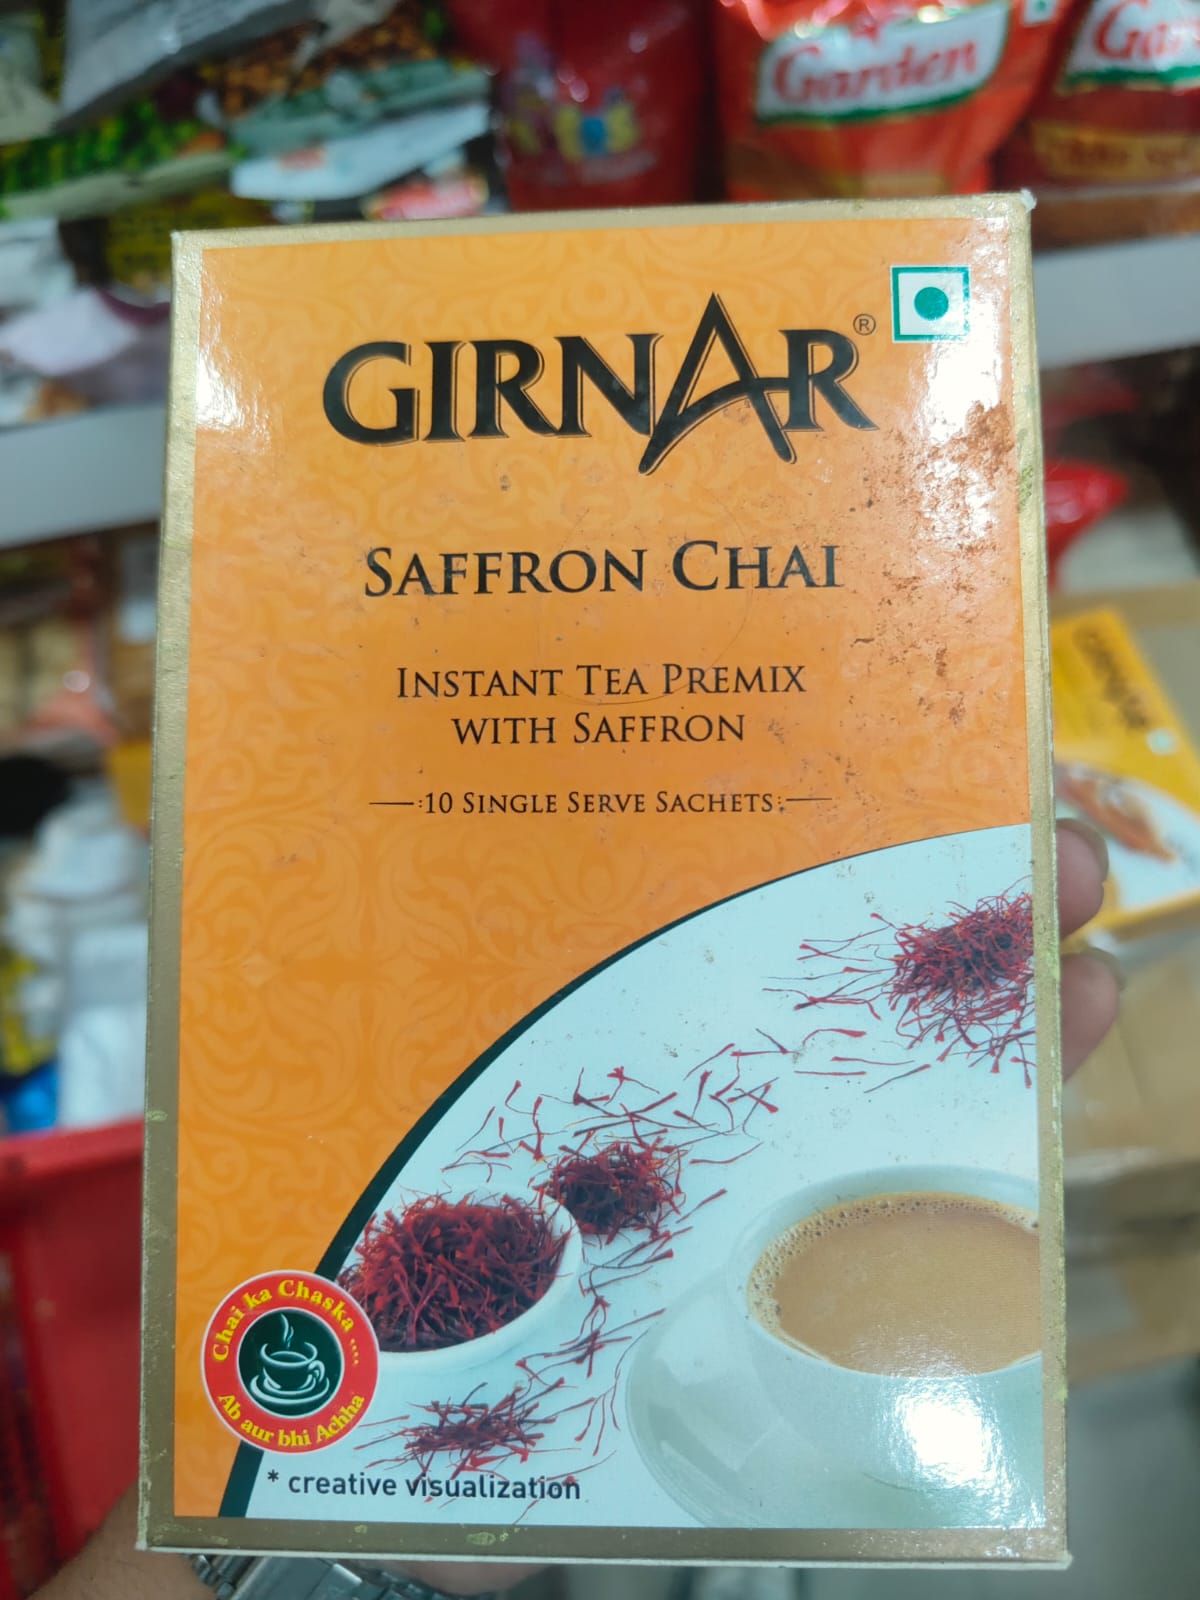 Garden
GIRNAR®
SAFFRON CHAI
INSTANT TEA PREMIX
WITH SAFFRON
:10 SINGLE SERVE SACHETS:
Chai ka Chaska ....
Ab aur bhi Achha
* creative visualization